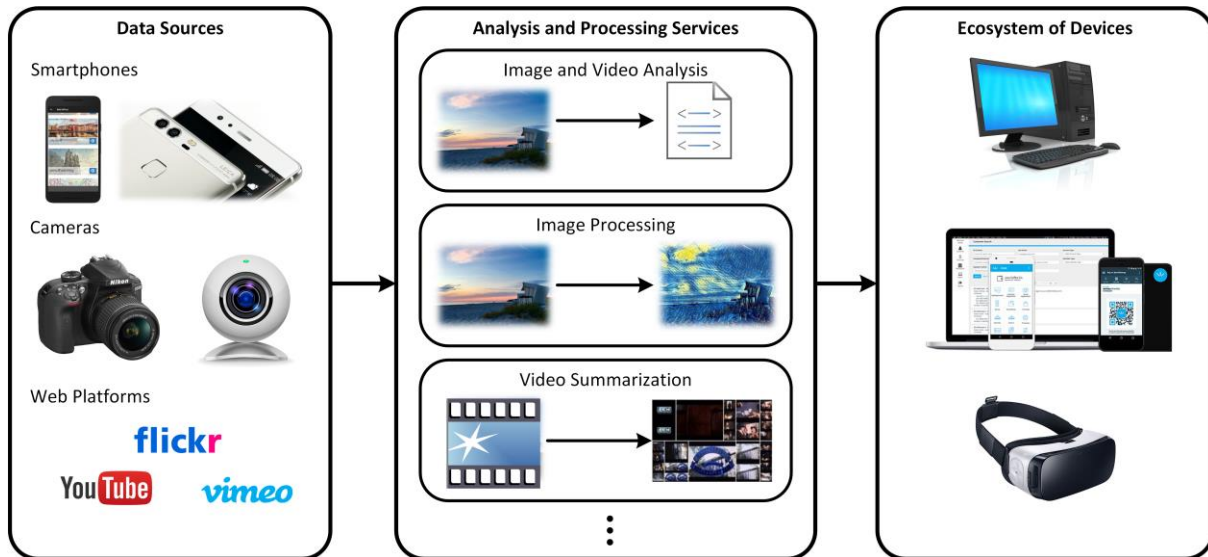 Data Sources
Smartphones
Cameras
Nikon
Web Platforms
flickr
YouTube
vimeo
Analysis and Processing Services
Image and Video Analysis
Image Processing
Video Summarization
Ecosystem of Devices